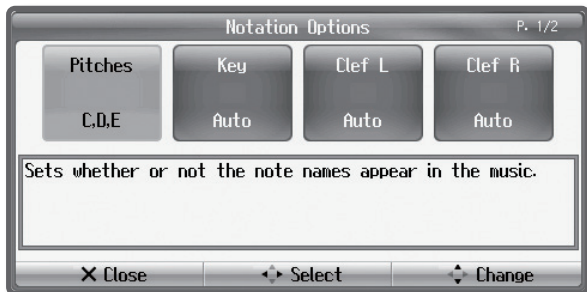 Notation Options P. 1/2
Pitches Key Clef L Clef R
C,D,E Auto Auto Auto
Sets whether or not the note names appear in the music.
Close Select Change